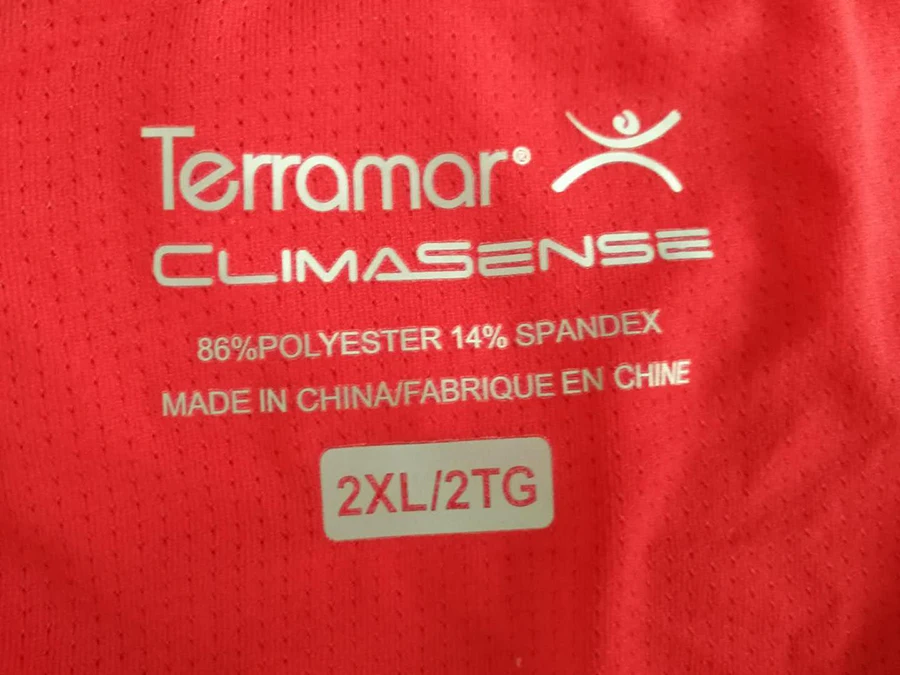 Terramar®
CLIMASENSE
86%POLYESTER 14% SPANDEX
MADE IN CHINA/FABRIQUE EN CHINE
2XL/2TG